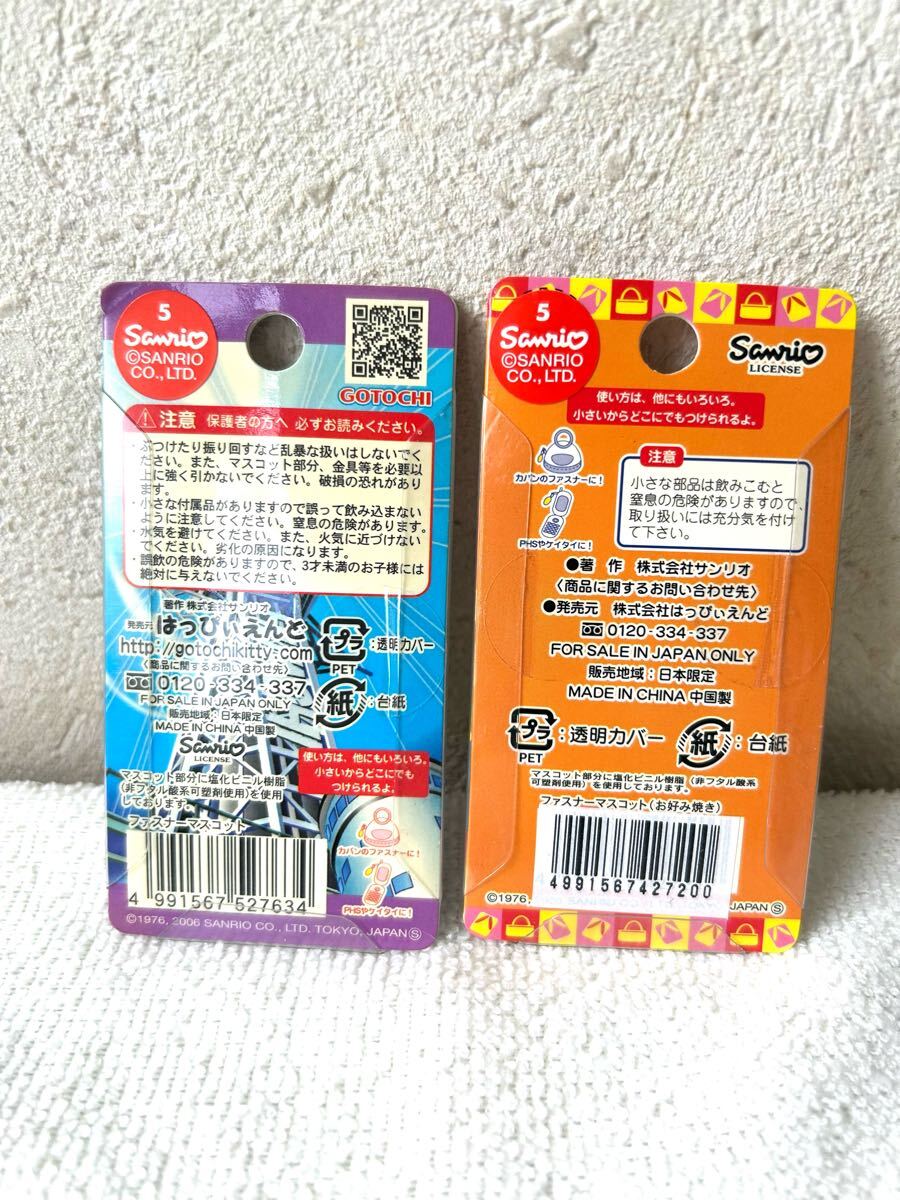 5
Sanrio
©SANRIO
CO., LTD.
GOTOCHI
注意 保護者の方へ 必ずお読みください。
・ぶつけたり振り回すなど乱暴な扱いはしないでく
ださい。また、マスコット部分、金具等を必要以
上に強く引かないでください。破損の恐れがあり
ます。
・小さな付属品がありますので誤って飲み込まない
ように注意してください。窒息の危険があります。
・水気を避けてください。また、火気に近づけない
でください。劣化の原因になります。
・誤飲の危険がありますので、3才未満のお子様には
絶対に与えないでください。
著作 株式会社サンリオ
発売元 はっぴぃえんど
http://gotochikitty.com
〈商品に関するお問い合わせ先〉
0120-334-337
FOR SALE IN JAPAN ONLY
販売地域:日本限定
MADE IN CHINA 中国製
プラ
PET
:透明カバー
紙
:台紙
Sanrio
LICENSE
マスコット部分に塩化ビニル樹脂
(非フタル酸系可塑剤使用)を使用
しております。
ファスナーマスコット
使い方は、他にもいろいろ。
小さいからどこにでも
つけられるよ。
カバンのファスナーに!
PHSやケイタイに!
4 991567 527634
©1976, 2006 SANRIO CO., LTD. TOKYO, JAPAN Ⓢ
5
Sanrio
©SANRIO
CO., LTD.
Sanrio
LICENSE
使い方は、他にもいろいろ。
小さいからどこにでもつけられるよ。
カバンのファスナーに!
PHSやケイタイに!
注意
小さな部品は飲みこむと
窒息の危険がありますので、
取り扱いには充分気を付け
て下さい。
●著 作 株式会社サンリオ
〈商品に関するお問い合わせ先〉
●発売元 株式会社はっぴぃえんど
0120-334-337
FOR SALE IN JAPAN ONLY
販売地域:日本限定
MADE IN CHINA 中国製
プラ
PET
:透明カバー
紙
:台紙
マスコット部分に塩化ビニル樹脂(非フタル酸系
可塑剤使用)を使用しております。
ファスナーマスコット(お好み焼き)
4991567427200
©1976, JAPAN Ⓢ